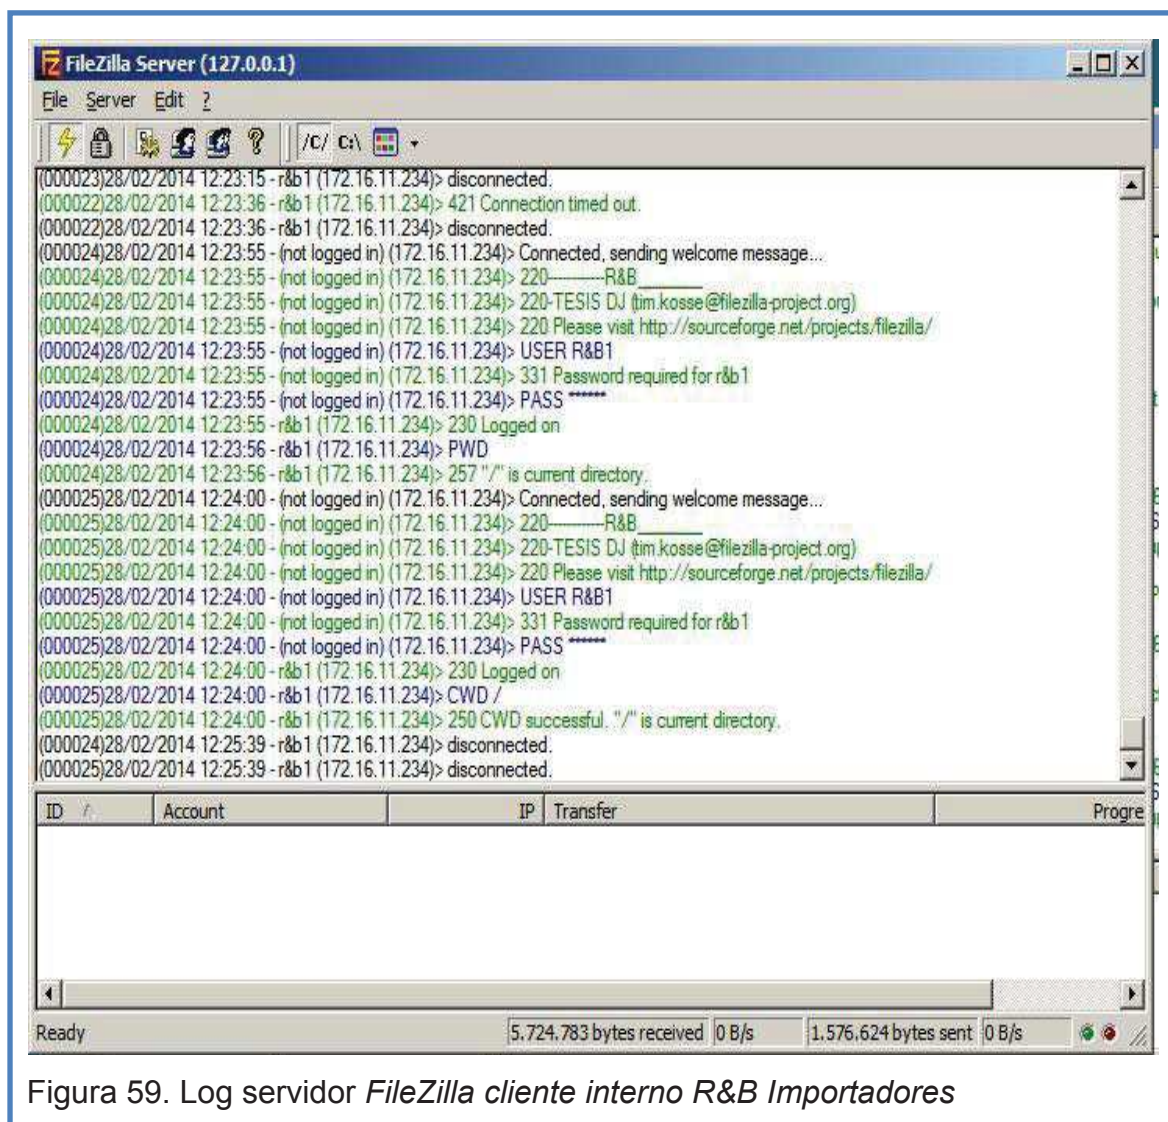 FileZilla Server (127.0.0.1)
File Server Edit ?
/C/ C:\
(000023)28/02/2014 12:23:15 - r&b1 (172.16.11.234)> disconnected.
(000022)28/02/2014 12:23:36 - r&b1 (172.16.11.234)> 421 Connection timed out.
(000022)28/02/2014 12:23:36 - r&b1 (172.16.11.234)> disconnected.
(000024)28/02/2014 12:23:55 - (not logged in) (172.16.11.234)> Connected, sending welcome message...
(000024)28/02/2014 12:23:55 - (not logged in) (172.16.11.234)> 220-----------R&B_______
(000024)28/02/2014 12:23:55 - (not logged in) (172.16.11.234)> 220-TESIS DJ (tim.kosse@filezilla-project.org)
(000024)28/02/2014 12:23:55 - (not logged in) (172.16.11.234)> 220 Please visit http://sourceforge.net/projects/filezilla/
(000024)28/02/2014 12:23:55 - (not logged in) (172.16.11.234)> USER R&B1
(000024)28/02/2014 12:23:55 - (not logged in) (172.16.11.234)> 331 Password required for r&b1
(000024)28/02/2014 12:23:55 - (not logged in) (172.16.11.234)> PASS ******
(000024)28/02/2014 12:23:55 - r&b1 (172.16.11.234)> 230 Logged on
(000024)28/02/2014 12:23:56 - r&b1 (172.16.11.234)> PWD
(000024)28/02/2014 12:23:56 - r&b1 (172.16.11.234)> 257 "/" is current directory.
(000025)28/02/2014 12:24:00 - (not logged in) (172.16.11.234)> Connected, sending welcome message...
(000025)28/02/2014 12:24:00 - (not logged in) (172.16.11.234)> 220-----------R&B_______
(000025)28/02/2014 12:24:00 - (not logged in) (172.16.11.234)> 220-TESIS DJ (tim.kosse@filezilla-project.org)
(000025)28/02/2014 12:24:00 - (not logged in) (172.16.11.234)> 220 Please visit http://sourceforge.net/projects/filezilla/
(000025)28/02/2014 12:24:00 - (not logged in) (172.16.11.234)> USER R&B1
(000025)28/02/2014 12:24:00 - (not logged in) (172.16.11.234)> 331 Password required for r&b1
(000025)28/02/2014 12:24:00 - (not logged in) (172.16.11.234)> PASS ******
(000025)28/02/2014 12:24:00 - r&b1 (172.16.11.234)> 230 Logged on
(000025)28/02/2014 12:24:00 - r&b1 (172.16.11.234)> CWD /
(000025)28/02/2014 12:24:00 - r&b1 (172.16.11.234)> 250 CWD successful. "/" is current directory.
(000024)28/02/2014 12:25:39 - r&b1 (172.16.11.234)> disconnected.
(000025)28/02/2014 12:25:39 - r&b1 (172.16.11.234)> disconnected.
ID / Account IP Transfer Progre
Ready 5.724.783 bytes received 0 B/s 1.576.624 bytes sent 0 B/s
Figura 59. Log servidor FileZilla cliente interno R&B Importadores